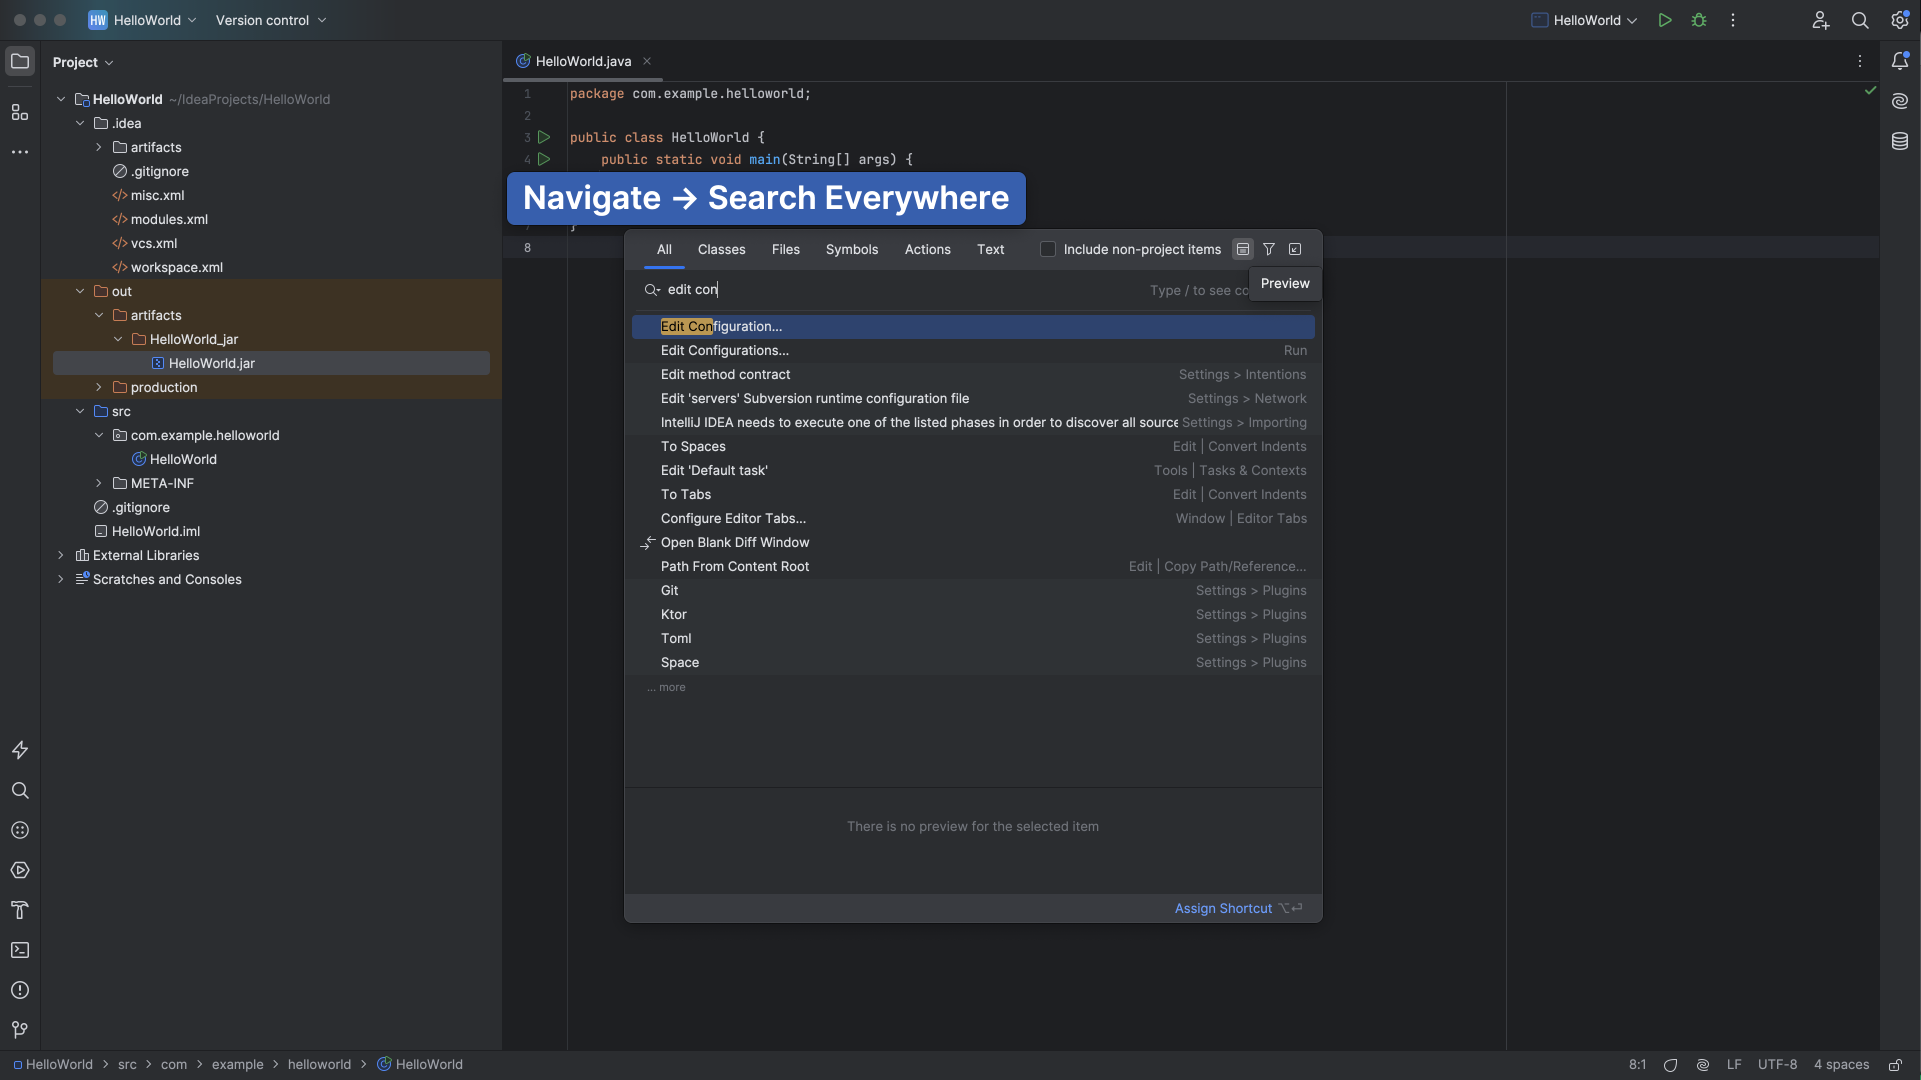 HW HelloWorld Version control HelloWorld
Project
HelloWorld.java
HelloWorld ~/IdeaProjects/HelloWorld
.idea
artifacts
.gitignore
misc.xml
modules.xml
vcs.xml
workspace.xml
out
artifacts
HelloWorld_jar
HelloWorld.jar
production
src
com.example.helloworld
HelloWorld
META-INF
.gitignore
HelloWorld.iml
External Libraries
Scratches and Consoles
1 package com.example.helloworld;
2
3 public class HelloWorld {
4 public static void main(String[] args) {
Navigate → Search Everywhere
7 }
8
All Classes Files Symbols Actions Text Include non-project items
edit con Type / to see co
Preview
Edit Configuration...
Edit Configurations... Run
Edit method contract Settings > Intentions
Edit 'servers' Subversion runtime configuration file Settings > Network
IntelliJ IDEA needs to execute one of the listed phases in order to discover all source Settings > Importing
To Spaces Edit | Convert Indents
Edit 'Default task' Tools | Tasks & Contexts
To Tabs Edit | Convert Indents
Configure Editor Tabs... Window | Editor Tabs
Open Blank Diff Window
Path From Content Root Edit | Copy Path/Reference...
Git Settings > Plugins
Ktor Settings > Plugins
Toml Settings > Plugins
Space Settings > Plugins
... more
There is no preview for the selected item
Assign Shortcut ⌥⏎
HelloWorld > src > com > example > helloworld > HelloWorld 8:1 LF UTF-8 4 spaces